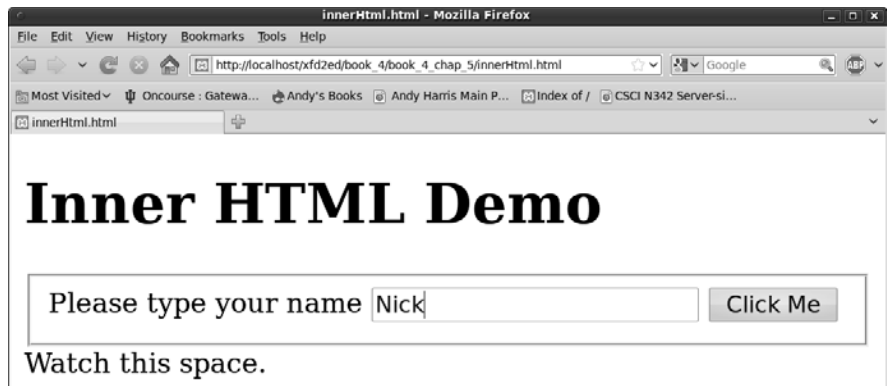 innerHtml.html - Mozilla Firefox
File Edit View History Bookmarks Tools Help
http://localhost/xfd2ed/book_4/book_4_chap_5/innerHtml.html Google ABP
Most Visited Oncourse : Gatewa... Andy's Books Andy Harris Main P... Index of / CSCI N342 Server-si...
innerHtml.html
Inner HTML Demo
Please type your name Nick Click Me
Watch this space.